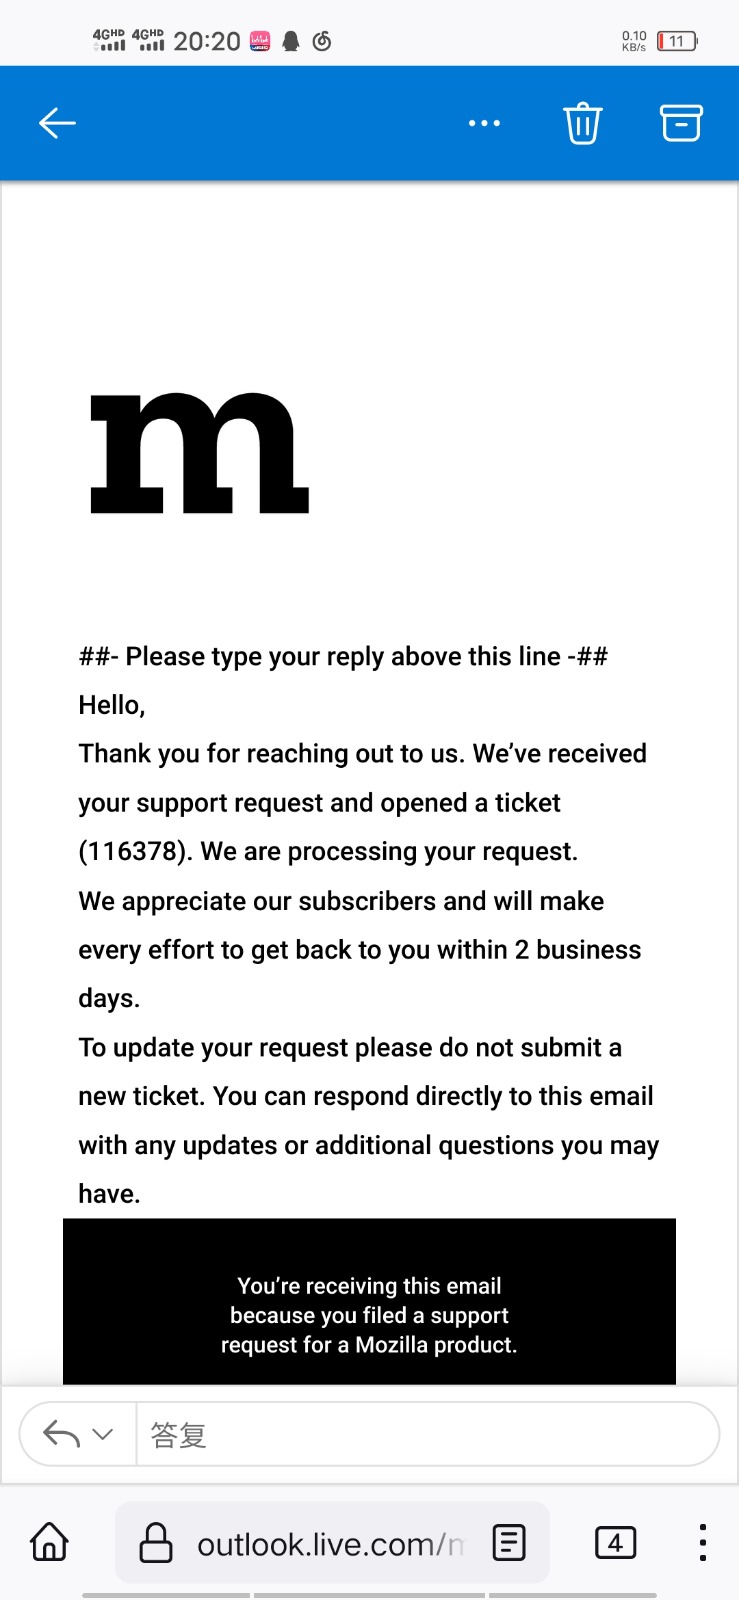 4GHD 4GHD 20:20 0.10 KB/s 11
m
##- Please type your reply above this line -##
Hello,
Thank you for reaching out to us. We’ve received
your support request and opened a ticket
(116378). We are processing your request.
We appreciate our subscribers and will make
every effort to get back to you within 2 business
days.
To update your request please do not submit a
new ticket. You can respond directly to this email
with any updates or additional questions you may
have.
You’re receiving this email
because you filed a support
request for a Mozilla product.
答复
outlook.live.com/m 4